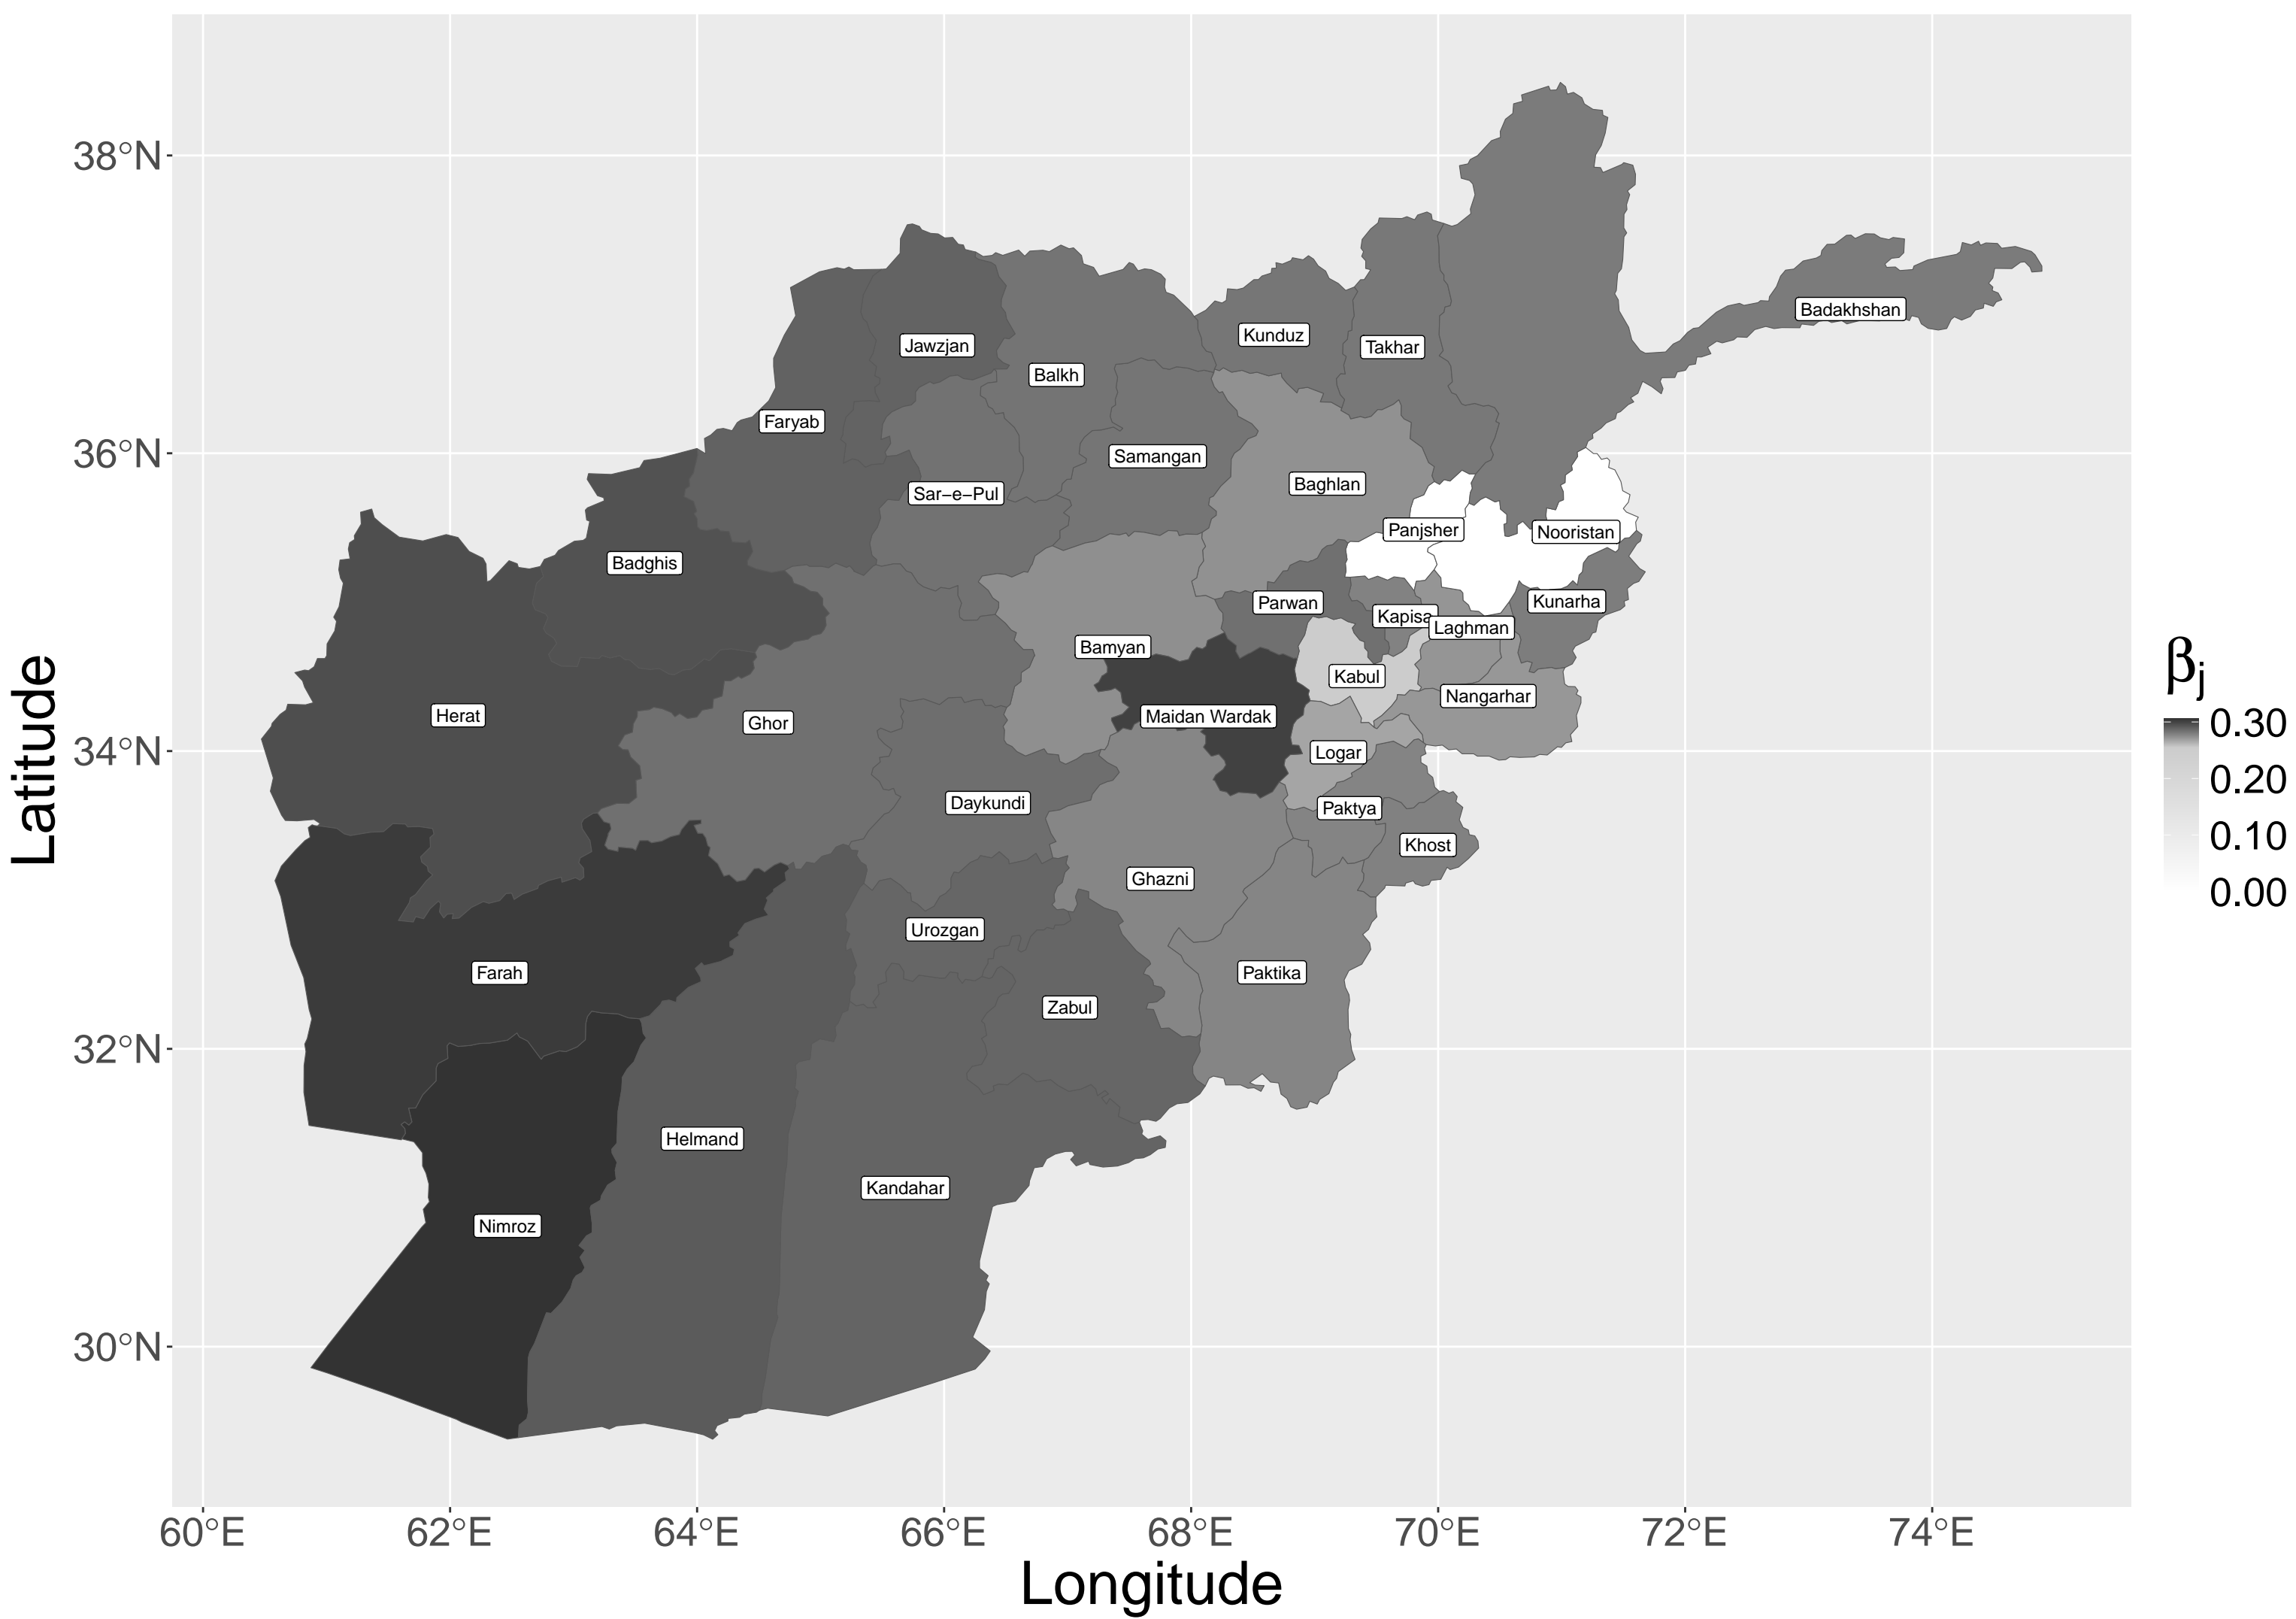 38°N
36°N
34°N
32°N
30°N
Latitude
60°E
62°E
64°E
66°E
68°E
70°E
72°E
74°E
Longitude
Badakhshan
Kunduz
Jawzjan
Takhar
Balkh
Faryab
Samangan
Baghlan
Sar−e−Pul
Panjsher
Nooristan
Badghis
Parwan
Kunarha
Kapisa
Laghman
Bamyan
Kabul
Nangarhar
Herat
Maidan Wardak
Ghor
Logar
Daykundi
Paktya
Khost
Ghazni
Urozgan
Farah
Paktika
Zabul
Helmand
Kandahar
Nimroz
βj
0.30
0.20
0.10
0.00